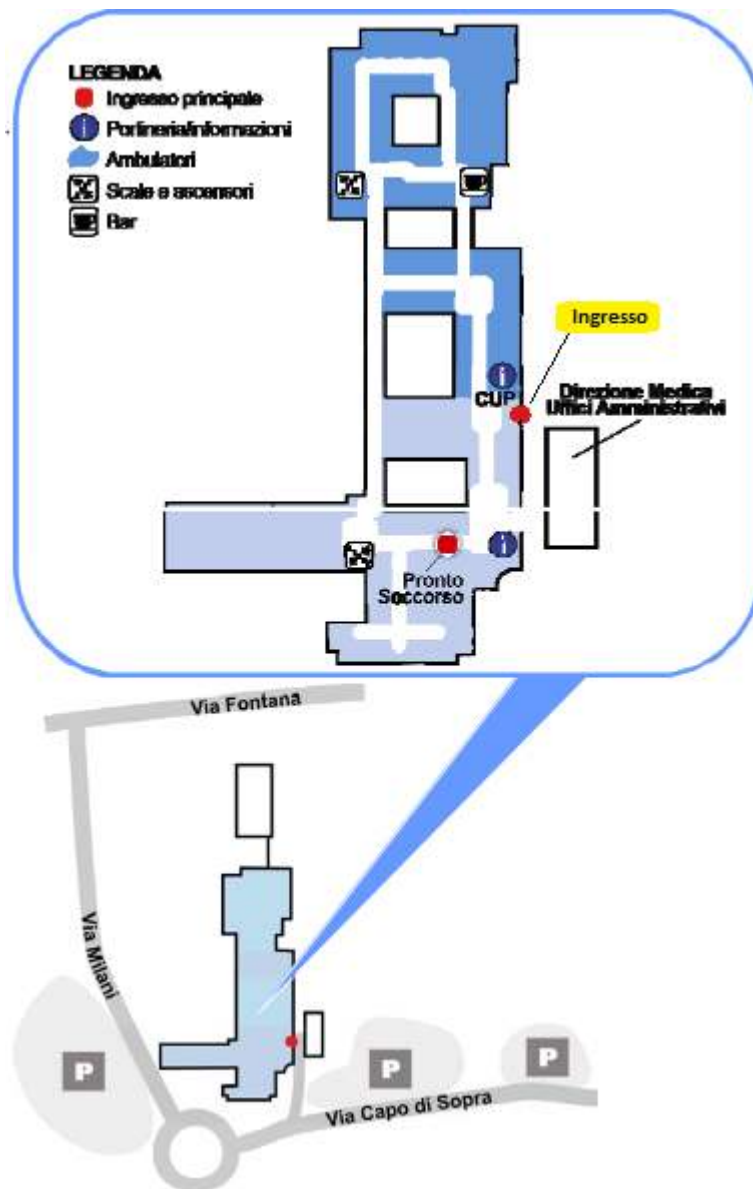 LEGENDA
Ingresso principale
i Portineria/informazioni
Ambulatori
Scale e ascensori
Bar
Ingresso
i
CUP
Direzione Medica
Uffici Amministrativi
i
Pronto
Soccorso
Via Fontana
Via Milani
P
P
P
Via Capo di Sopra